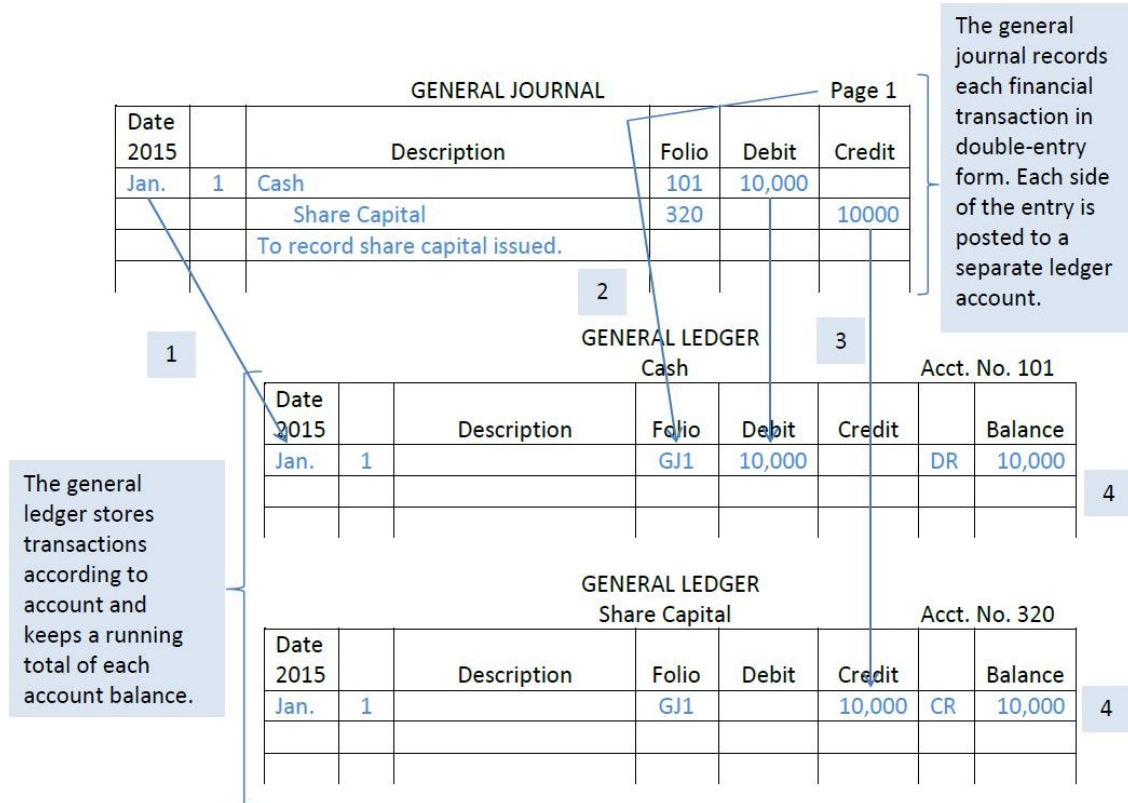 GENERAL JOURNAL Page 1
Date
2015 Description Folio Debit Credit
Jan. 1 Cash 101 10,000
Share Capital 320 10000
To record share capital issued.
The general
journal records
each financial
transaction in
double-entry
form. Each side
of the entry is
posted to a
separate ledger
account.
2
3
1
GENERAL LEDGER
Cash Acct. No. 101
Date
2015 Description Folio Debit Credit Balance
Jan. 1 GJ1 10,000 DR 10,000
4
The general
ledger stores
transactions
according to
account and
keeps a running
total of each
account balance.
GENERAL LEDGER
Share Capital Acct. No. 320
Date
2015 Description Folio Debit Credit Balance
Jan. 1 GJ1 10,000 CR 10,000
4